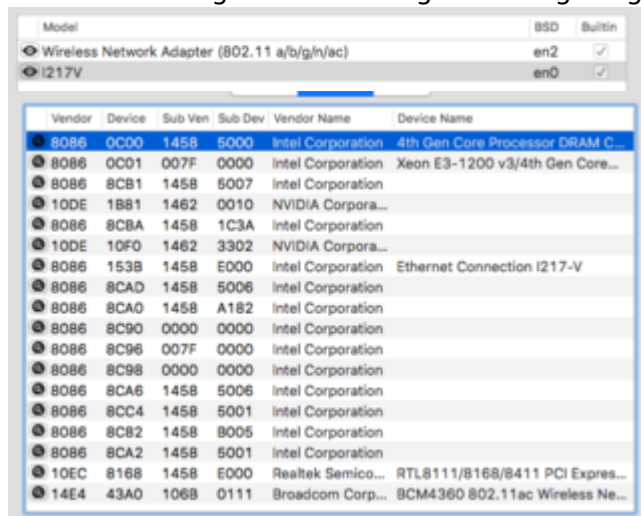 Model BSD Builtin
Wireless Network Adapter (802.11 a/b/g/n/ac) en2
I217V en0
Vendor Device Sub Ven Sub Dev Vendor Name Device Name
8086 0C00 1458 5000 Intel Corporation 4th Gen Core Processor DRAM C...
8086 0C01 007F 0000 Intel Corporation Xeon E3-1200 v3/4th Gen Core...
8086 8CB1 1458 5007 Intel Corporation
10DE 1B81 1462 0010 NVIDIA Corpora...
8086 8CBA 1458 1C3A Intel Corporation
10DE 10F0 1462 3302 NVIDIA Corpora...
8086 153B 1458 E000 Intel Corporation Ethernet Connection I217-V
8086 8CAD 1458 5006 Intel Corporation
8086 8CA0 1458 A182 Intel Corporation
8086 8C90 0000 0000 Intel Corporation
8086 8C96 007F 0000 Intel Corporation
8086 8C98 0000 0000 Intel Corporation
8086 8CA6 1458 5006 Intel Corporation
8086 8CC4 1458 5001 Intel Corporation
8086 8C82 1458 B005 Intel Corporation
8086 8CA2 1458 5001 Intel Corporation
10EC 8168 1458 E000 Realtek Semico... RTL8111/8168/8411 PCI Expres...
14E4 43A0 106B 0111 Broadcom Corp... BCM4360 802.11ac Wireless Ne...